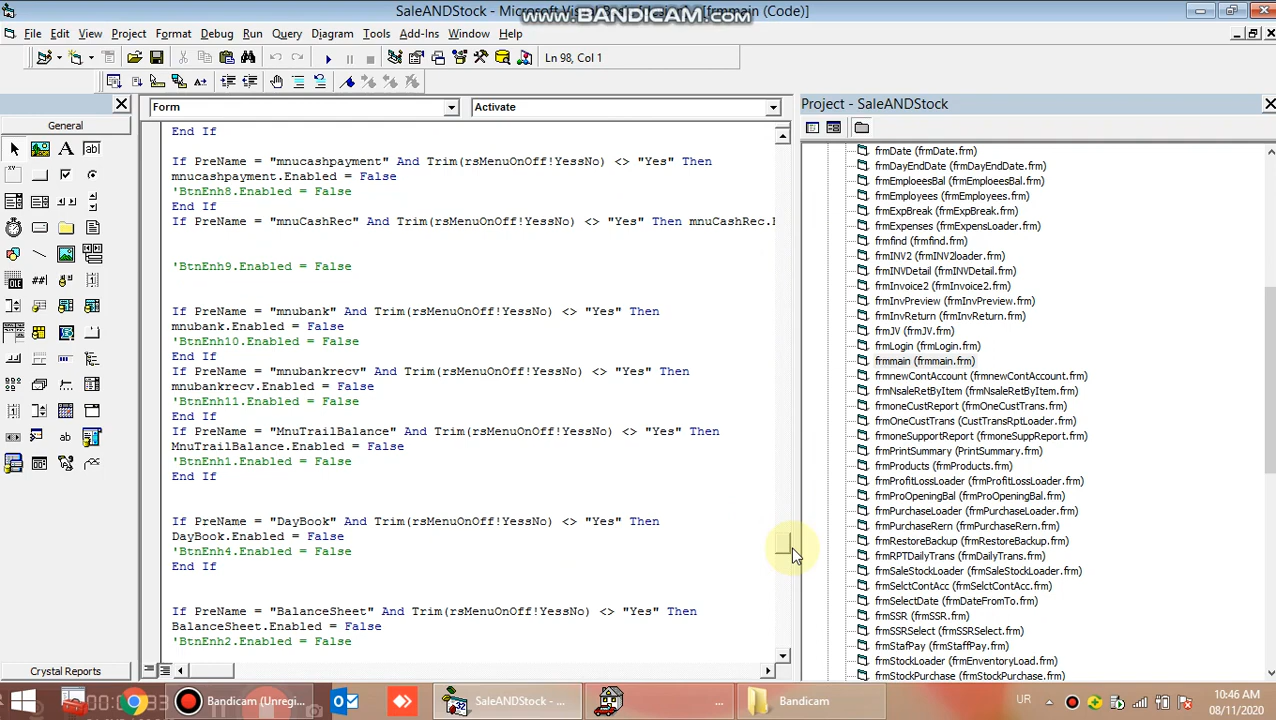 SaleANDStock - Microsoft Visual B
frmmain (Code)]
www.BANDICAM.com
File Edit View Project Format Debug Run Query Diagram Tools Add-Ins Window Help
Ln 98, Col 1
Form Activate
General
End If
If PreName = "mnucashpayment" And Trim(rsMenuOnOff!YessNo) <> "Yes" Then
mnucashpayment.Enabled = False
'BtnEnh8.Enabled = False
End If
If PreName = "mnuCashRec" And Trim(rsMenuOnOff!YessNo) <> "Yes" Then mnuCashRec.
'BtnEnh9.Enabled = False
If PreName = "mnubank" And Trim(rsMenuOnOff!YessNo) <> "Yes" Then
mnubank.Enabled = False
'BtnEnh10.Enabled = False
End If
If PreName = "mnubankrecv" And Trim(rsMenuOnOff!YessNo) <> "Yes" Then
mnubankrecv.Enabled = False
'BtnEnh11.Enabled = False
End If
If PreName = "MnuTrailBalance" And Trim(rsMenuOnOff!YessNo) <> "Yes" Then
MnuTrailBalance.Enabled = False
'BtnEnh1.Enabled = False
End If
If PreName = "DayBook" And Trim(rsMenuOnOff!YessNo) <> "Yes" Then
DayBook.Enabled = False
'BtnEnh4.Enabled = False
End If
If PreName = "BalanceSheet" And Trim(rsMenuOnOff!YessNo) <> "Yes" Then
BalanceSheet.Enabled = False
'BtnEnh2.Enabled = False
Crystal Reports
Project - SaleANDStock
frmDate (frmDate.frm)
frmDayEndDate (frmDayEndDate.frm)
frmEmploeesBal (frmEmploeesBal.frm)
frmEmployees (frmEmployees.frm)
frmExpBreak (frmExpBreak.frm)
frmExpenses (frmExpensLoader.frm)
frmfind (frmfind.frm)
frmINV2 (frmINV2loader.frm)
frmINVDetail (frmINVDetail.frm)
frmInvoice2 (frmInvoice2.frm)
frmInvPreview (frmInvPreview.frm)
frmInvReturn (frmInvReturn.frm)
frmJV (frmJV.frm)
frmLogin (frmLogin.frm)
frmmain (frmmain.frm)
frmnewContAccount (frmnewContAccount.frm)
frmNsaleRetByItem (frmNsaleRetByItem.frm)
frmoneCustReport (frmOneCustTrans.frm)
frmOneCustTrans (CustTransRptLoader.frm)
frmoneSupportReport (frmoneSuppReport.frm)
frmPrintSummary (PrintSummary.frm)
frmProducts (frmProducts.frm)
frmProfitLossLoader (frmProfitLossLoader.frm)
frmProOpeningBal (frmProOpeningBal.frm)
frmPurchaseLoader (frmPurchaseLoader.frm)
frmPurchaseRern (frmPurchaseRern.frm)
frmRestoreBackup (frmRestoreBackup.frm)
frmRPTDailyTrans (frmDailyTrans.frm)
frmSaleStockLoader (frmSaleStockLoader.frm)
frmSelctContAcc (frmSelctContAcc.frm)
frmSelectDate (frmDateFromTo.frm)
frmSSR (frmSSR.frm)
frmSSRSelect (frmSSRSelect.frm)
frmStafPay (frmStaffPay.frm)
frmStockLoader (frmEnventoryLoad.frm)
frmStockPurchase (frmStockPurchase.frm)
Bandicam (Unregi...
SaleANDStock - ...
...
Bandicam
UR
10:46 AM
08/11/2020